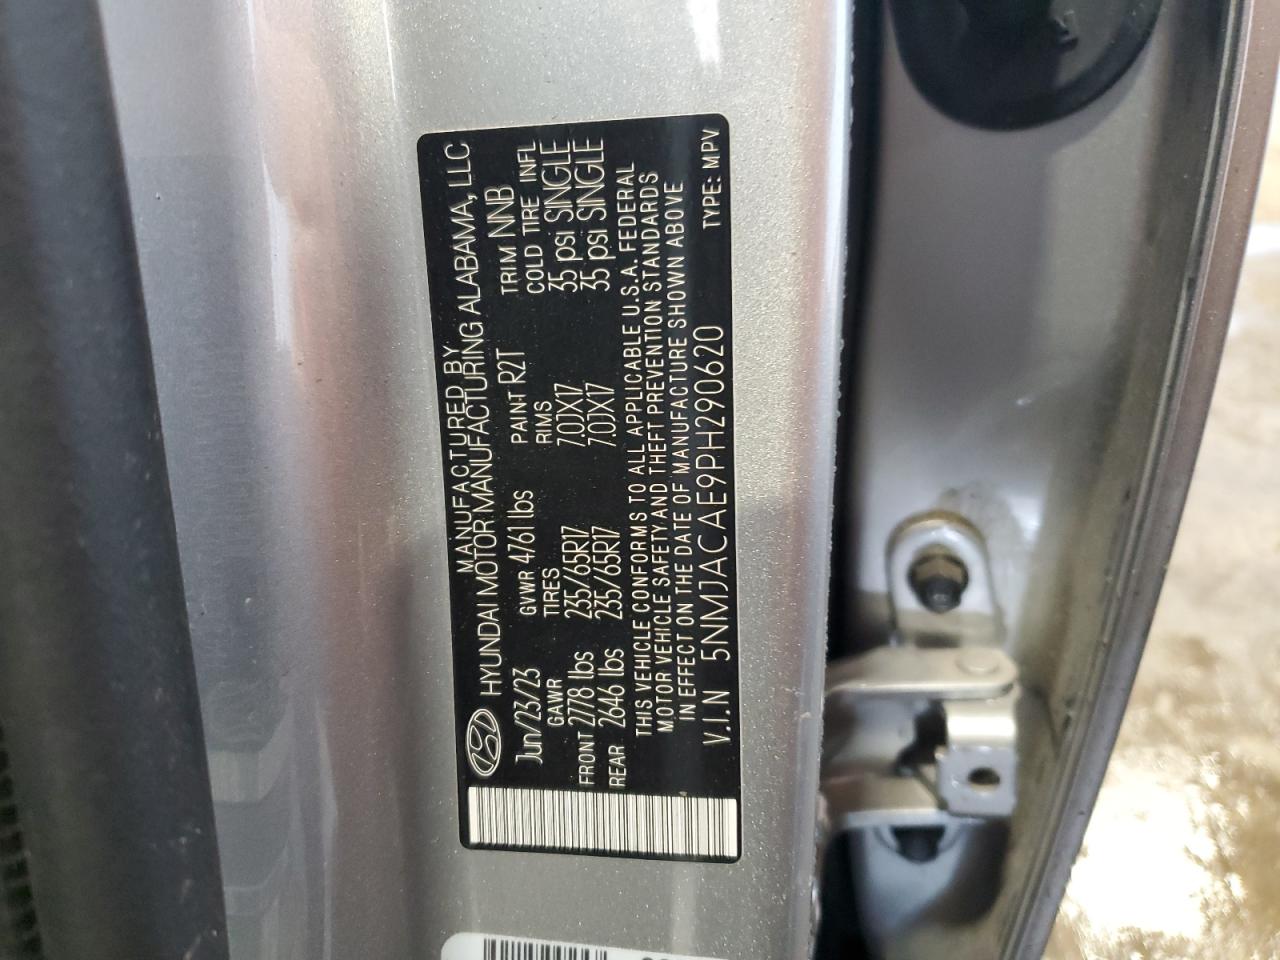 MANUFACTURED BY
HYUNDAI MOTOR MANUFACTURING ALABAMA, LLC
Jun/23/23 GVWR 4761 lbs PAINT R2T TRIM NNB
GAWR TIRES RIMS COLD TIRE INFL
FRONT 2778 lbs 235/65R17 7.0JX17 35 psi SINGLE
REAR 2646 lbs 235/65R17 7.0JX17 35 psi SINGLE
THIS VEHICLE CONFORMS TO ALL APPLICABLE U.S.A. FEDERAL
MOTOR VEHICLE SAFETY AND THEFT PREVENTION STANDARDS
IN EFFECT ON THE DATE OF MANUFACTURE SHOWN ABOVE
V.I.N 5NMJACAE9PH290620 TYPE: MPV